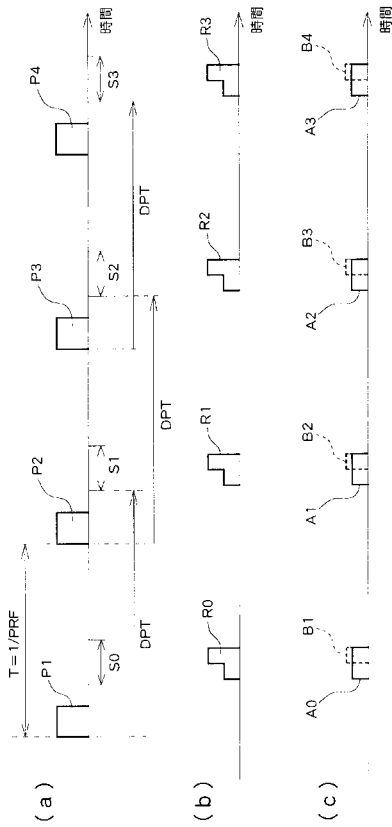 (a)
T=1/PRF
P1
P2
P3
P4
S0
S1
S2
S3
時間
DPT
DPT
DPT
(b)
R0
R1
R2
R3
時間
(c)
A0
B1
A1
B2
A2
B3
A3
B4
時間